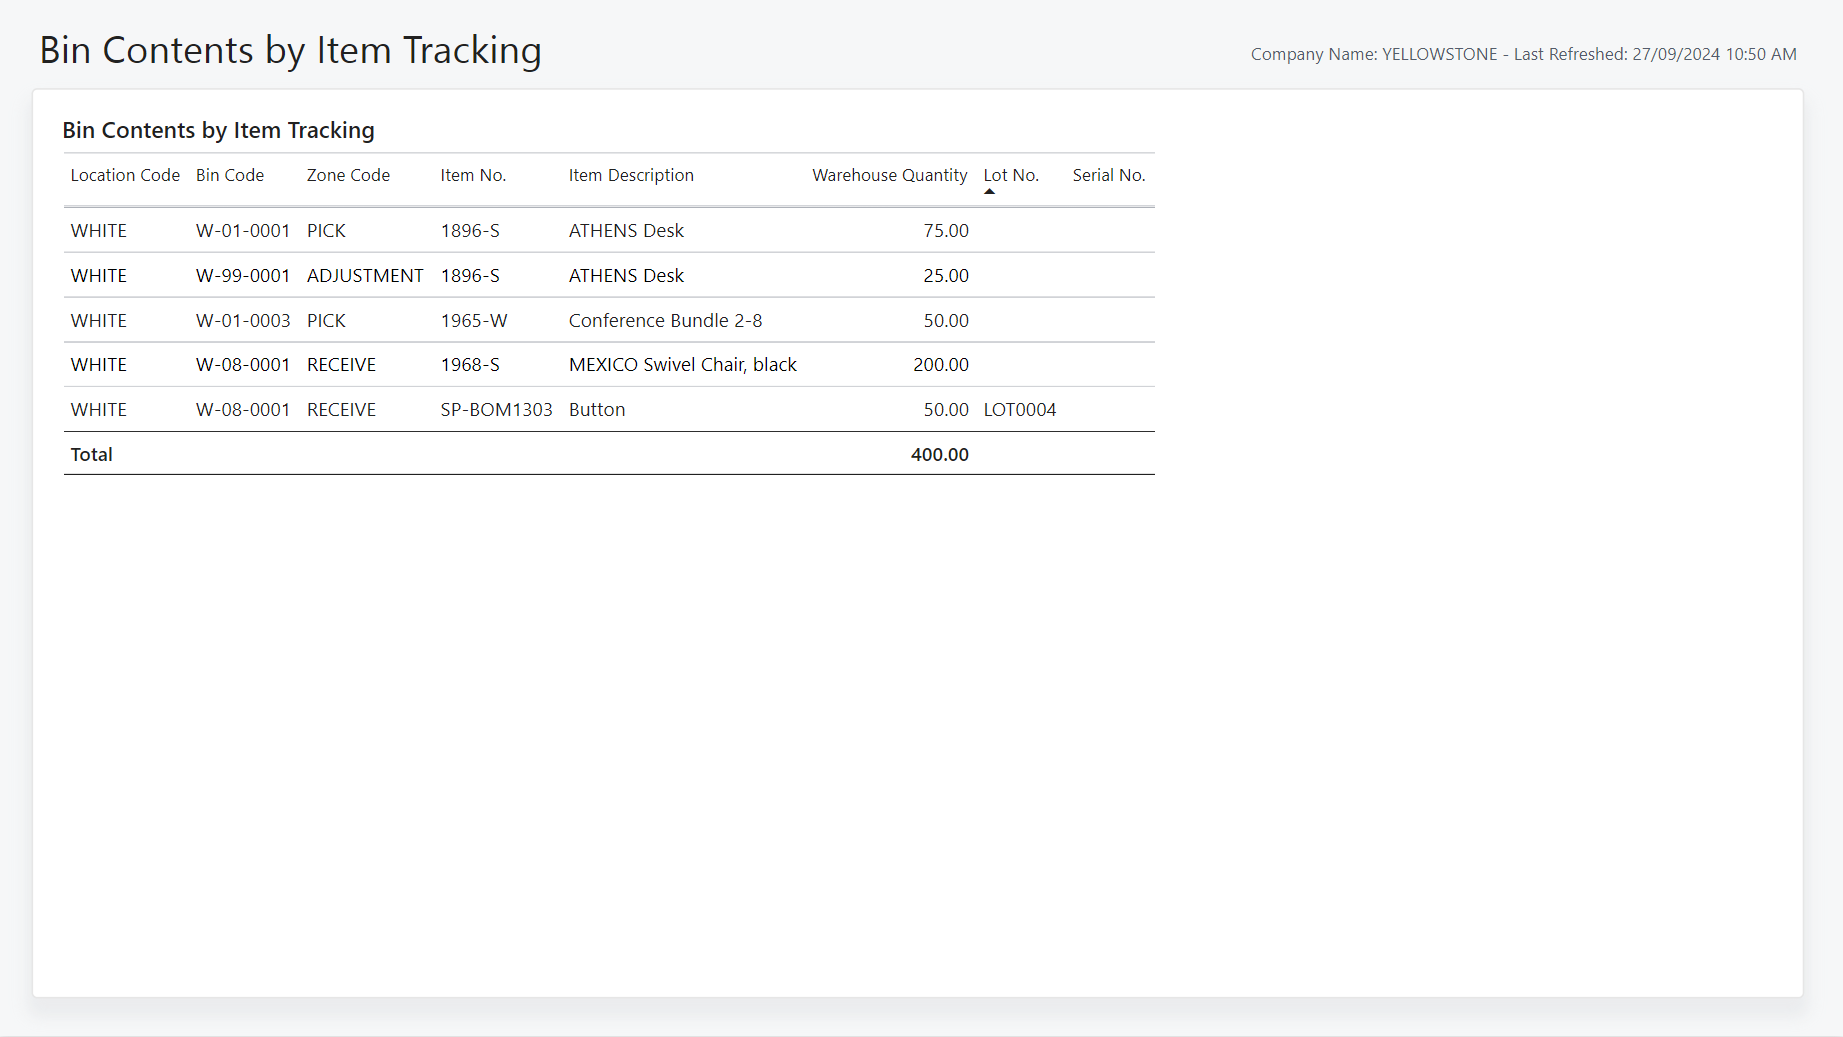 Bin Contents by Item Tracking
Company Name: YELLOWSTONE - Last Refreshed: 27/09/2024 10:50 AM
Bin Contents by Item Tracking
Location Code Bin Code Zone Code Item No. Item Description Warehouse Quantity Lot No. Serial No.
WHITE W-01-0001 PICK 1896-S ATHENS Desk 75.00
WHITE W-99-0001 ADJUSTMENT 1896-S ATHENS Desk 25.00
WHITE W-01-0003 PICK 1965-W Conference Bundle 2-8 50.00
WHITE W-08-0001 RECEIVE 1968-S MEXICO Swivel Chair, black 200.00
WHITE W-08-0001 RECEIVE SP-BOM1303 Button 50.00 LOT0004
Total 400.00